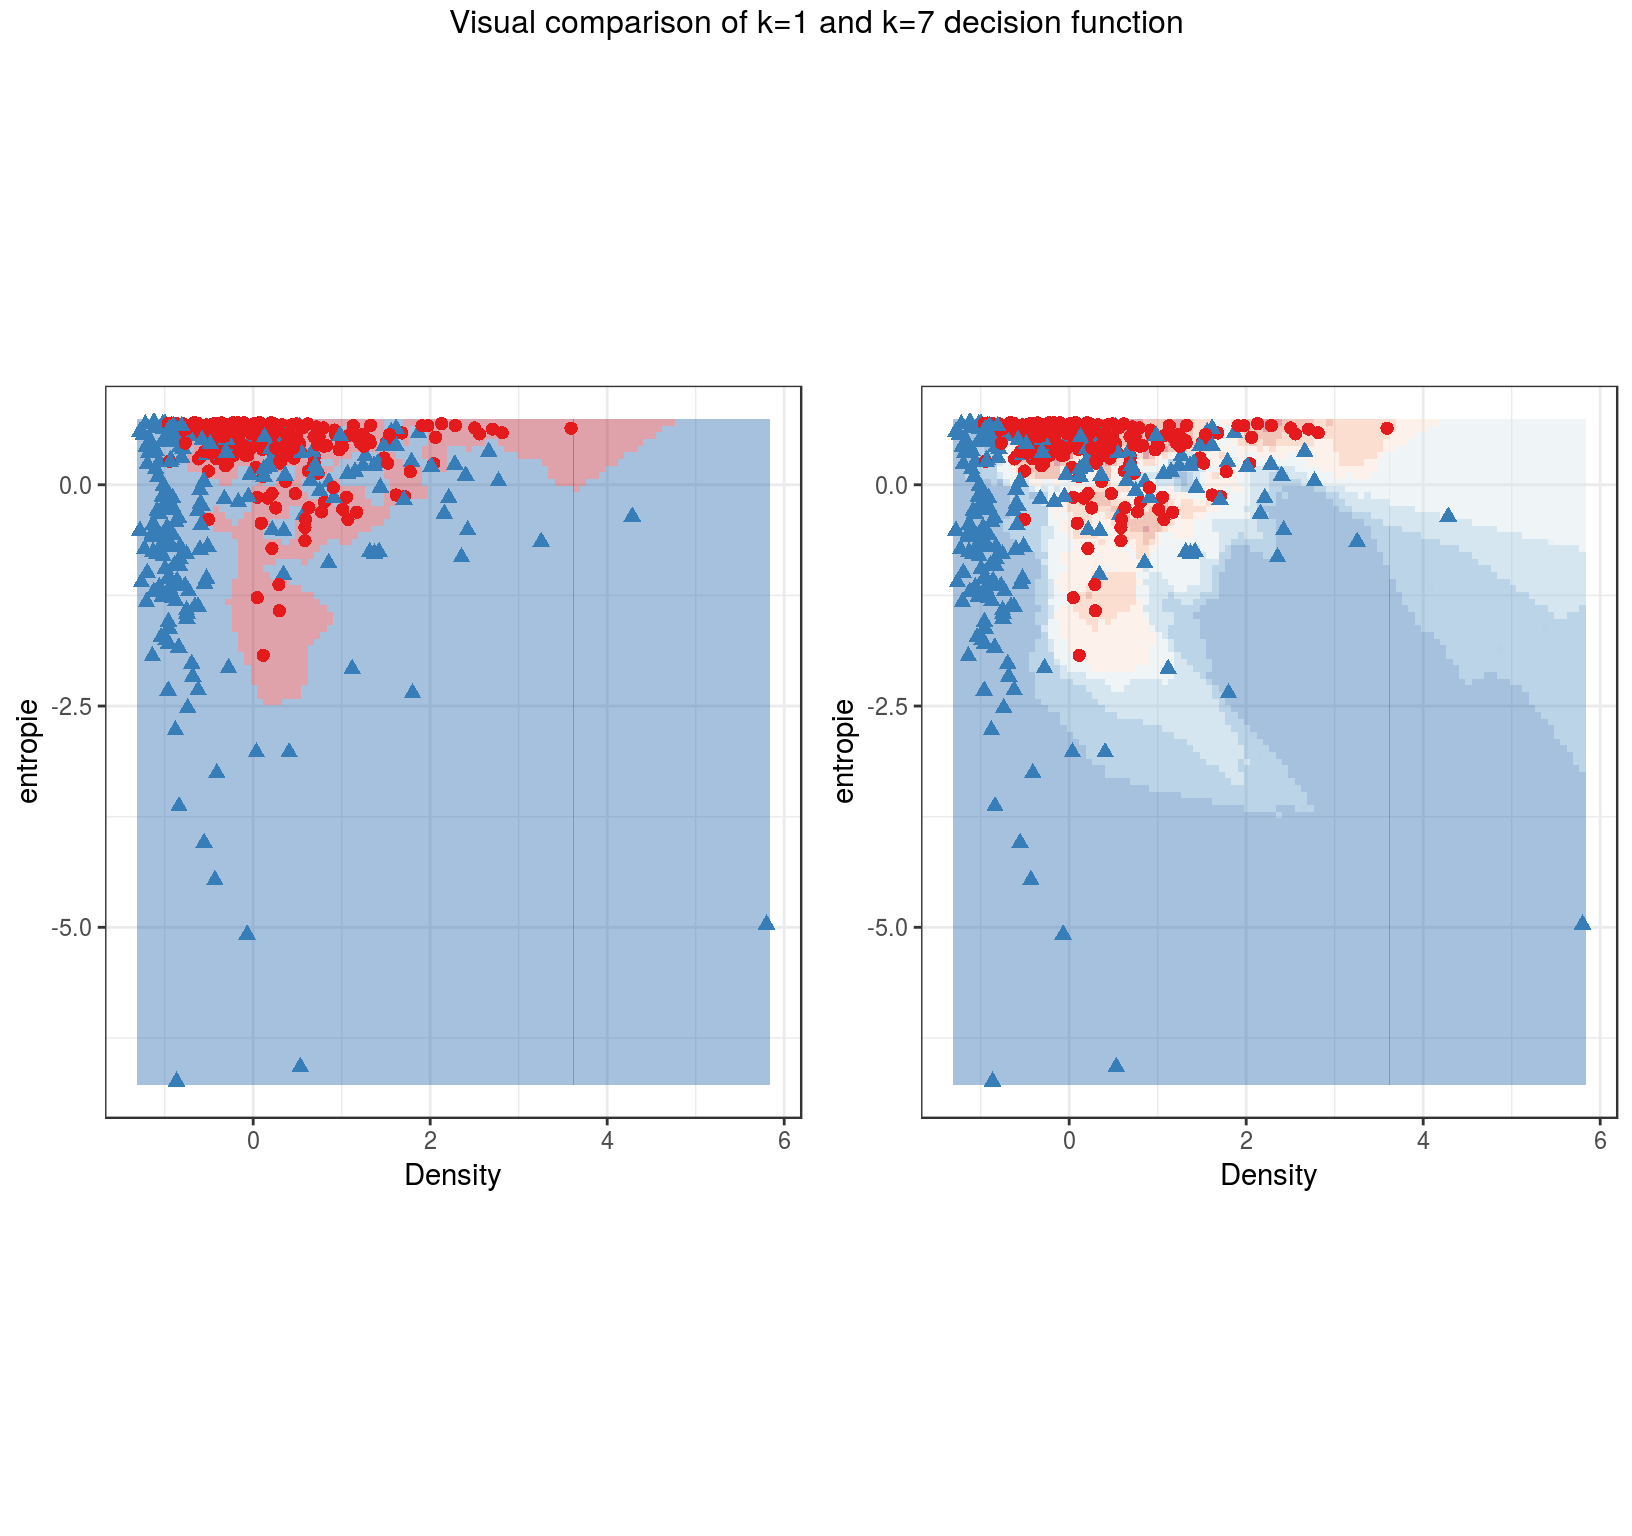 Visual comparison of k=1 and k=7 decision function
entropie
0.0
-2.5
-5.0
0
2
4
6
Density
entropie
0.0
-2.5
-5.0
0
2
4
6
Density